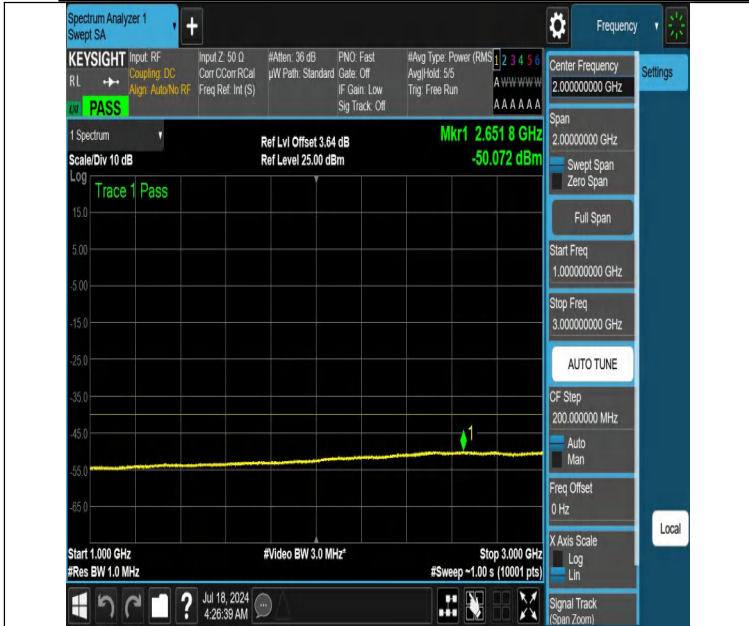 Spectrum Analyzer 1
Swept SA
+
Frequency
KEYSIGHT
RL
LXI
PASS
Input: RF
Coupling: DC
Align: Auto/No RF
Input Z: 50 Ω
Corr CCorr RCal
Freq Ref: Int (S)
#Atten: 36 dB
µW Path: Standard
PNO: Fast
Gate: Off
IF Gain: Low
Sig Track: Off
#Avg Type: Power (RMS
Avg|Hold: 5/5
Trig: Free Run
1 2 3 4 5 6
A W W W W W
A A A A A A
1 Spectrum
Scale/Div 10 dB
Ref Lvl Offset 3.64 dB
Ref Level 25.00 dBm
Mkr1 2.651 8 GHz
-50.072 dBm
Log
Trace 1 Pass
15.0
5.00
-5.00
-15.0
-25.0
-35.0
-45.0
-55.0
-65.0
1
Start 1.000 GHz
#Res BW 1.0 MHz
#Video BW 3.0 MHz*
Stop 3.000 GHz
#Sweep ~1.00 s (10001 pts)
Center Frequency
2.000000000 GHz
Settings
Span
2.00000000 GHz
Swept Span
Zero Span
Full Span
Start Freq
1.000000000 GHz
Stop Freq
3.000000000 GHz
AUTO TUNE
CF Step
200.000000 MHz
Auto
Man
Freq Offset
0 Hz
X Axis Scale
Log
Lin
Signal Track
(Span Zoom)
Local
?
Jul 18, 2024
4:26:39 AM